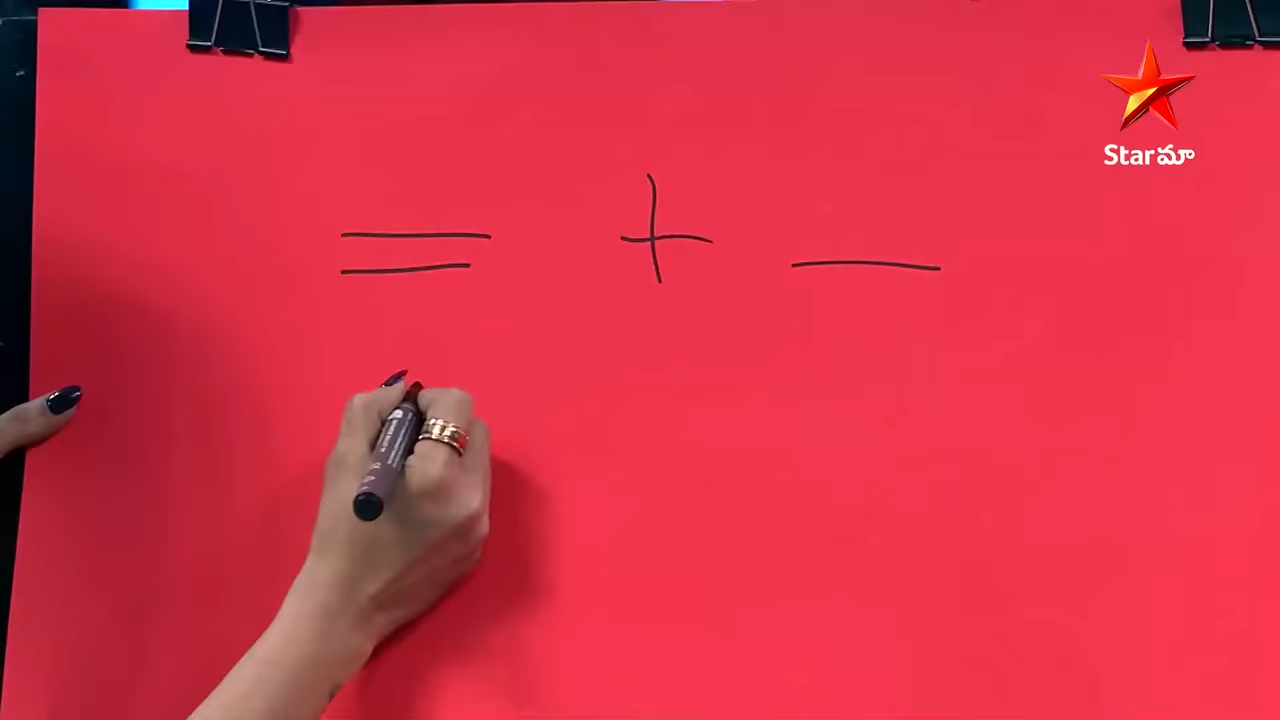 Starమా
= + −